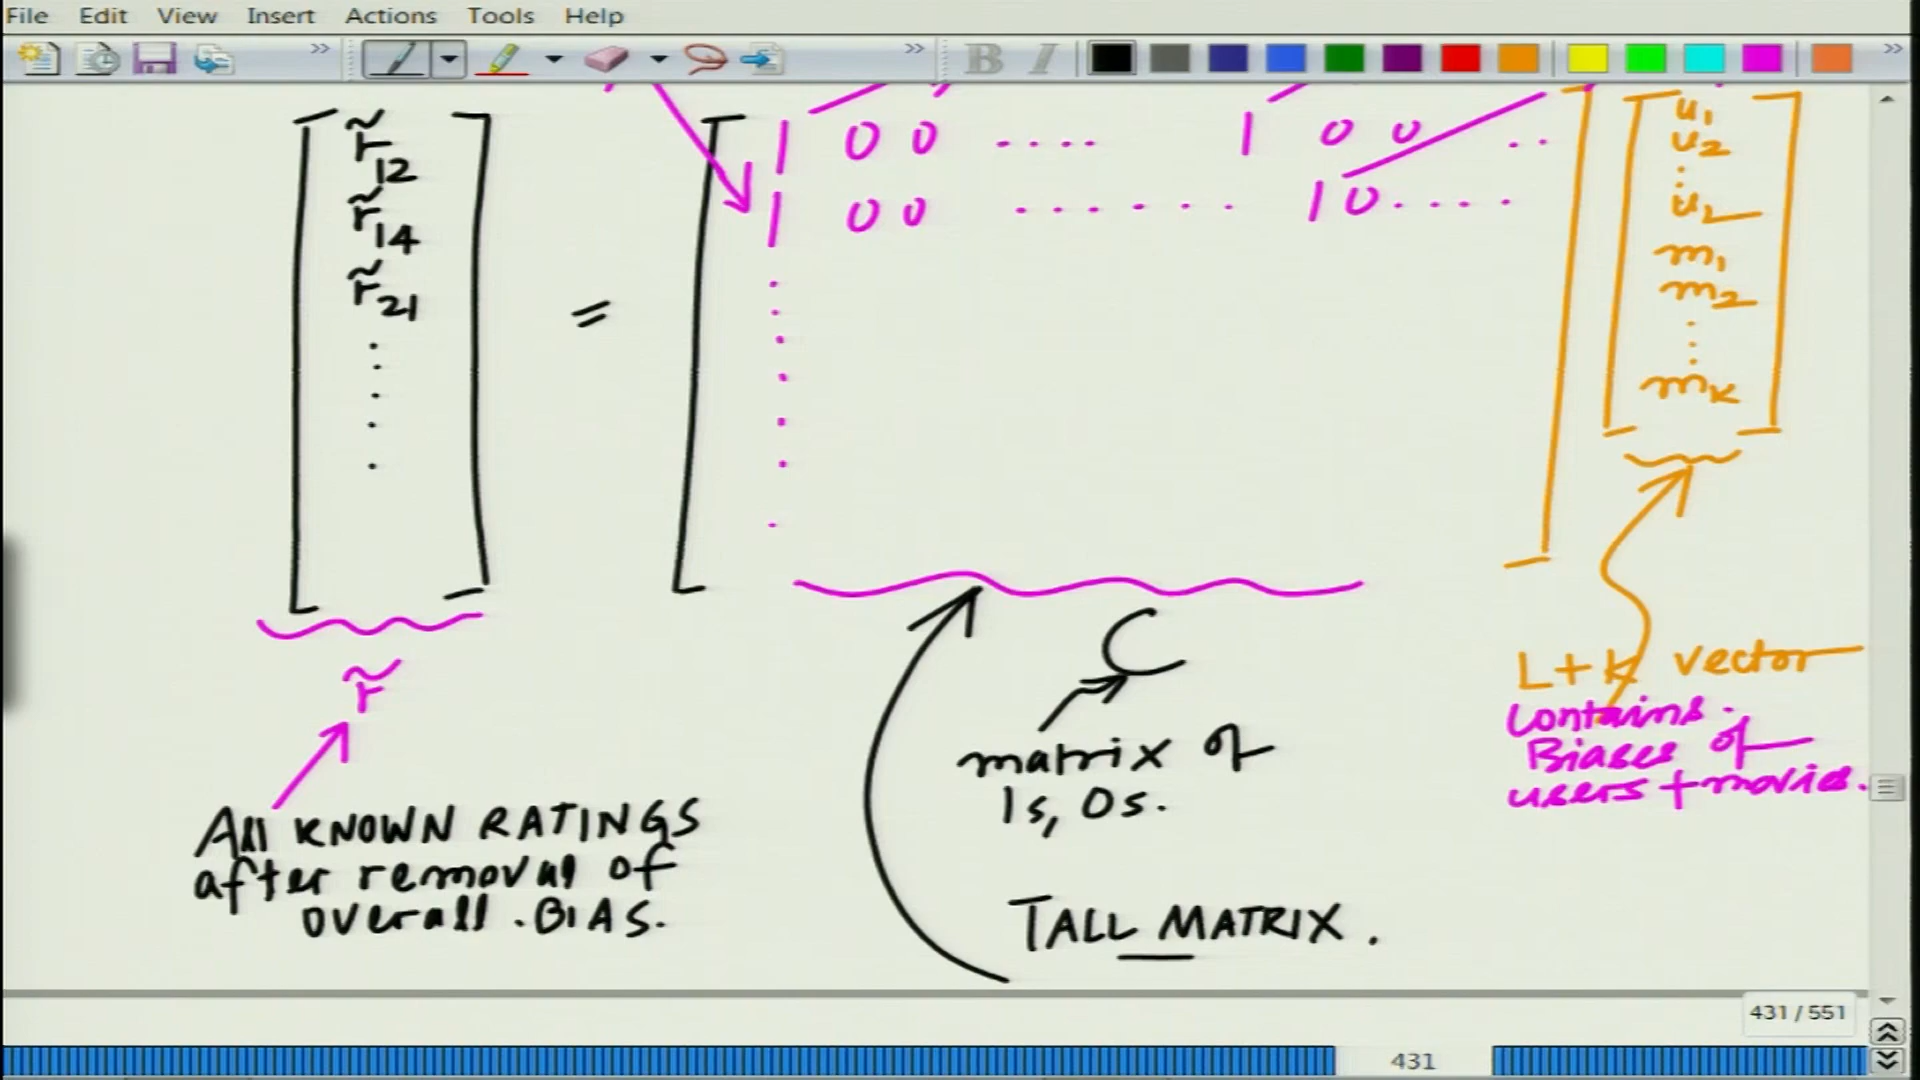 File Edit View Insert Actions Tools Help
B I
r̃12
r̃14
r̃21
=
1 0 0 .... 1 0 0 ..
1 0 0 ....... 1 0 ....
u1
u2
uL
m1
m2
mK
r̃
All KNOWN RATINGS
after removal of
overall . BIAS.
C
matrix of
1s, 0s.
TALL MATRIX.
L+K vector
Contains.
Biases of
users + movies.
431 / 551
431